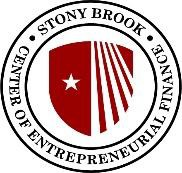 STONY BROOK
CENTER OF ENTREPRENEURIAL FINANCE